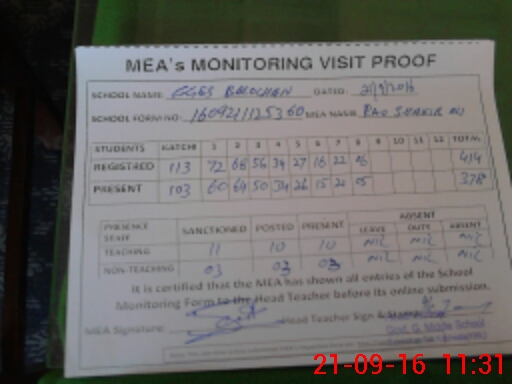 MEA's MONITORING VISIT PROOF
SCHOOL NAME: GGES DATED: 21/9/2016
SCHOOL FORM NO: 16092111125360 MEA NAME: RAO SHAKIR ALI
STUDENTS KATCHI 1 2 3 4 5 6 7 8 9 10 11 12 TOTAL
REGISTRED 113 72 68 56 34 27 16 22 06 414
PRESENT 103 60 64 50 34 26 15 21 05 378
ABSENT
PRESENCE STAFF SANCTIONED POSTED PRESENT LEAVE DUTY ABSENT
TEACHING 11 10 10 NIL NIL NIL
NON-TEACHING 03 03 03 NIL NIL NIL
It is certified that the MEA has shown all entries of the School
Monitoring Form to the Head Teacher before its online submission.
MEA Signature: Head Teacher Sign & Stamp:
Govt. G. Middle School
21-09-16 11:31